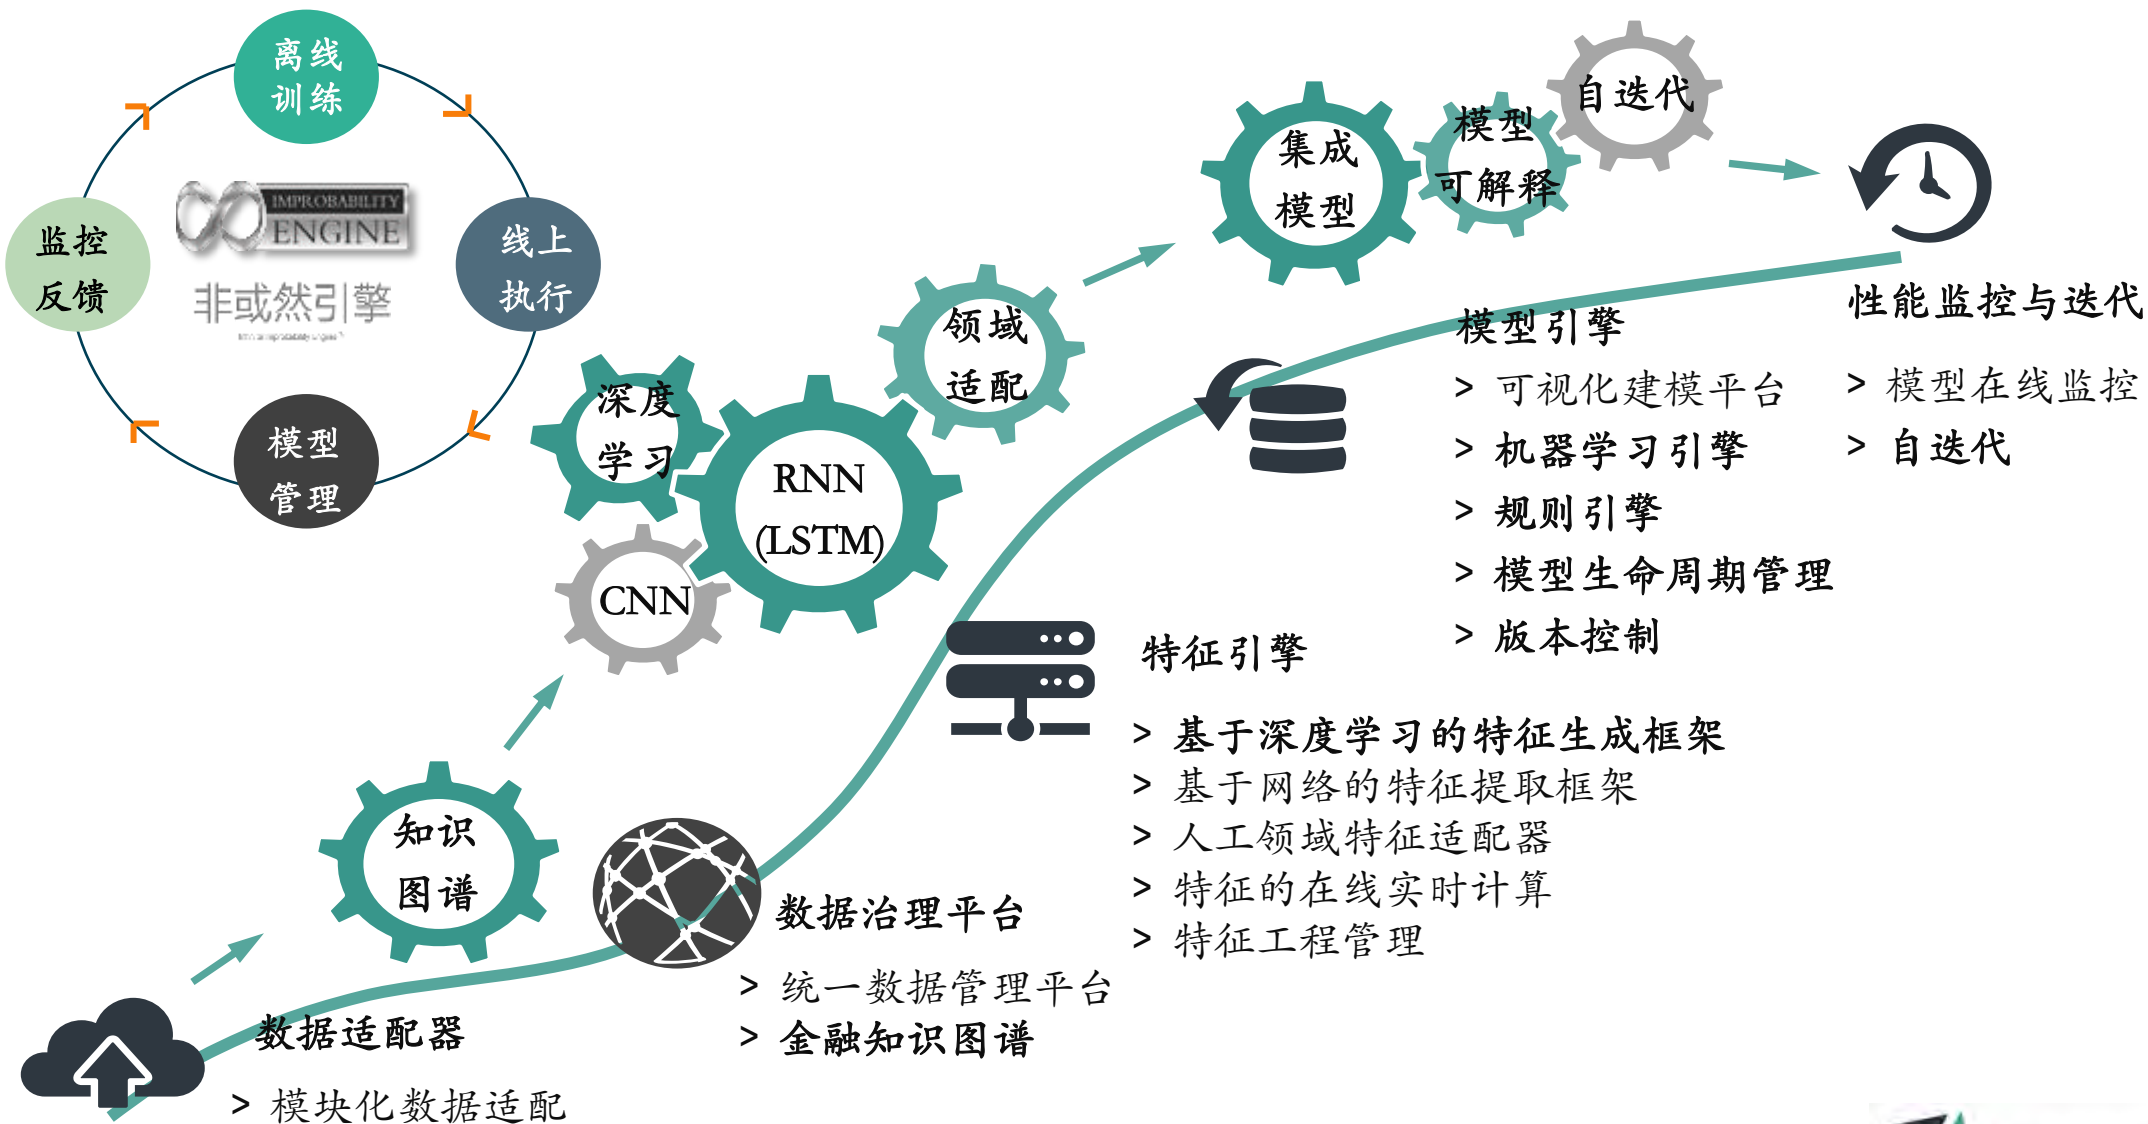 离线
训练
IMPROBABILITY
ENGINE
非或然引擎
监控
反馈
线上
执行
模型
管理
自迭代
模型
可解释
集成
模型
领域
适配
深度
学习
RNN
(LSTM)
CNN
知识
图谱
数据适配器
> 模块化数据适配
数据治理平台
> 统一数据管理平台
> 金融知识图谱
特征引擎
> 基于深度学习的特征生成框架
> 基于网络的特征提取框架
> 人工领域特征适配器
> 特征的在线实时计算
> 特征工程管理
模型引擎
> 可视化建模平台
> 机器学习引擎
> 规则引擎
> 模型生命周期管理
> 版本控制
性能监控与迭代
> 模型在线监控
> 自迭代